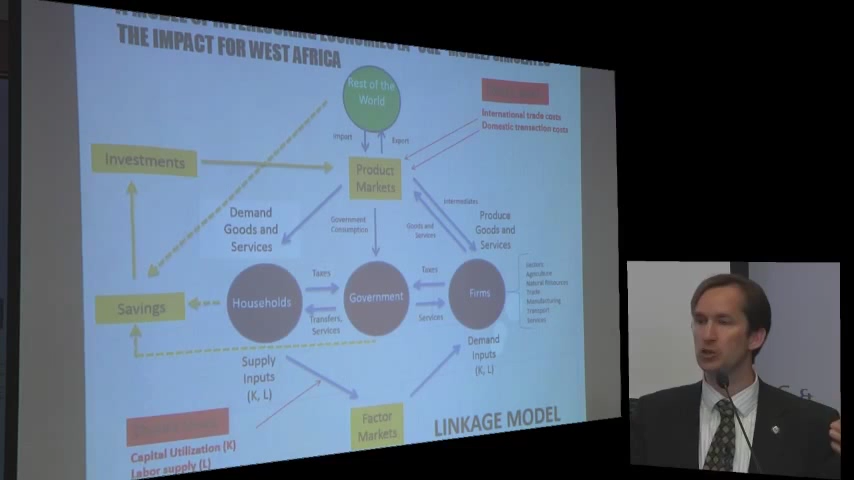 THE IMPACT FOR WEST AFRICA
Rest of the
World
International trade costs
Domestic transaction costs
Import
Export
Investments
Product
Markets
Intermediates
Demand
Goods and
Services
Government
Consumption
Goods and
Services
Produce
Goods and
Services
Taxes
Taxes
Savings
Households
Government
Firms
Sectors
Agriculture
Natural Resources
Trade
Manufacturing
Transport
Services
Transfers,
Services
Services
Supply
Inputs
(K, L)
Demand
Inputs
(K, L)
Factor
Markets
LINKAGE MODEL
Capital Utilization (K)
Labor supply (L)